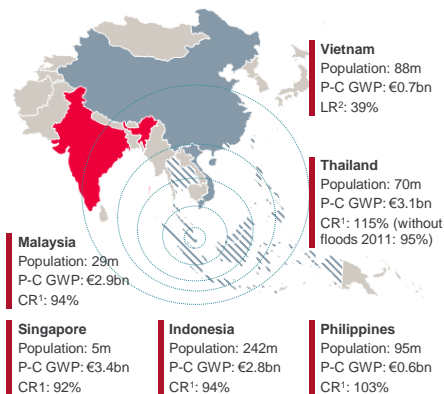 Vietnam
Population: 88m
P-C GWP: €0.7bn
LR²: 39%
Thailand
Population: 70m
P-C GWP: €3.1bn
CR¹: 115% (without
floods 2011: 95%)
Malaysia
Population: 29m
P-C GWP: €2.9bn
CR¹: 94%
Singapore
Population: 5m
P-C GWP: €3.4bn
CR1: 92%
Indonesia
Population: 242m
P-C GWP: €2.8bn
CR¹: 94%
Philippines
Population: 95m
P-C GWP: €0.6bn
CR¹: 103%